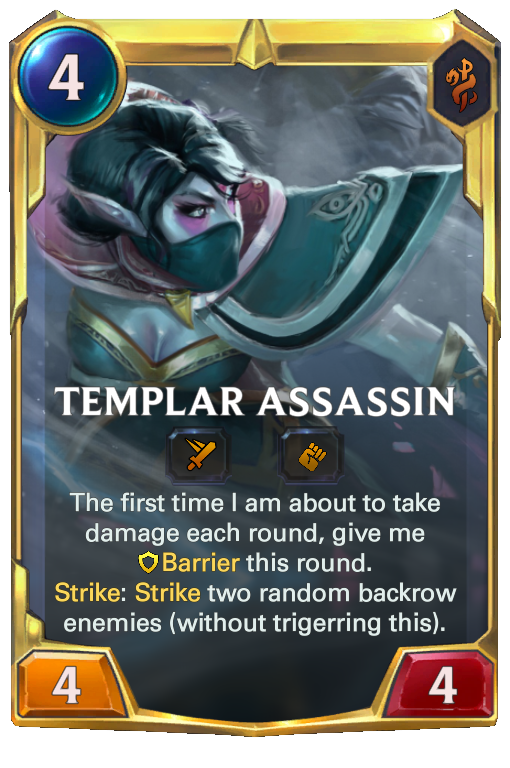 4
TEMPLAR ASSASSIN
The first time I am about to take
damage each round, give me
Barrier this round.
Strike: Strike two random backrow
enemies (without trigerring this).
4 4